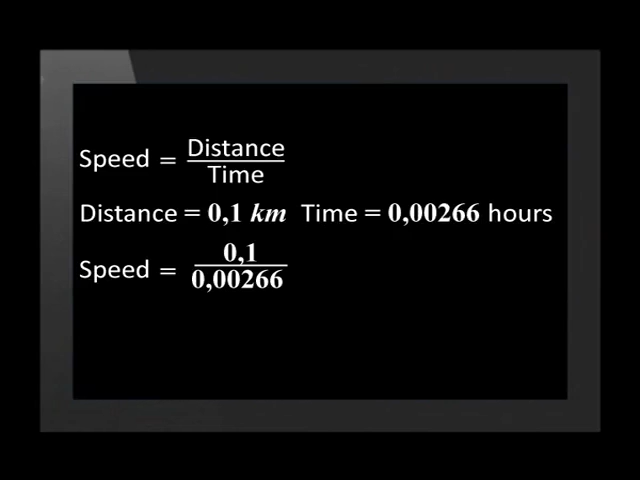 Speed = Distance / Time
Distance = 0,1 km Time = 0,00266 hours
Speed = 0,1 / 0,00266